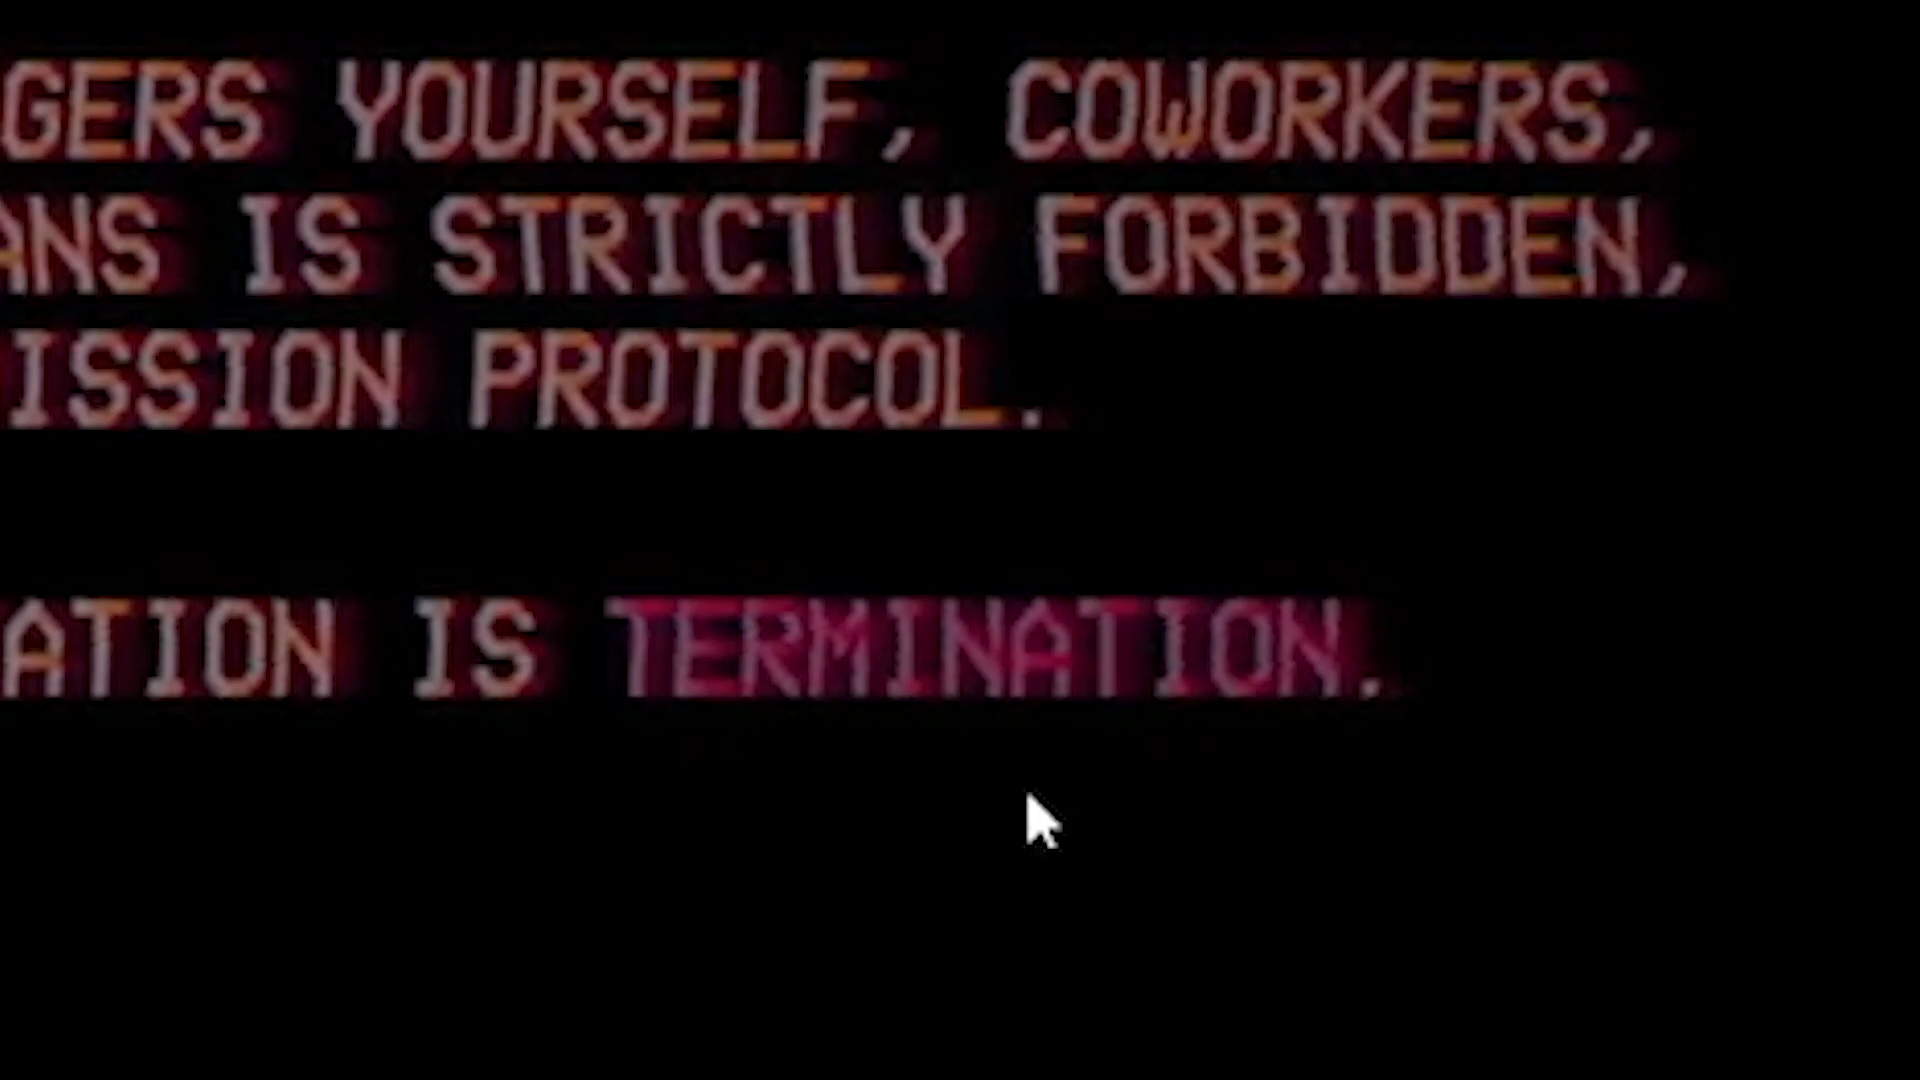 GERS YOURSELF, COWORKERS,
ANS IS STRICTLY FORBIDDEN,
ISSION PROTOCOL.
ATION IS TERMINATION.